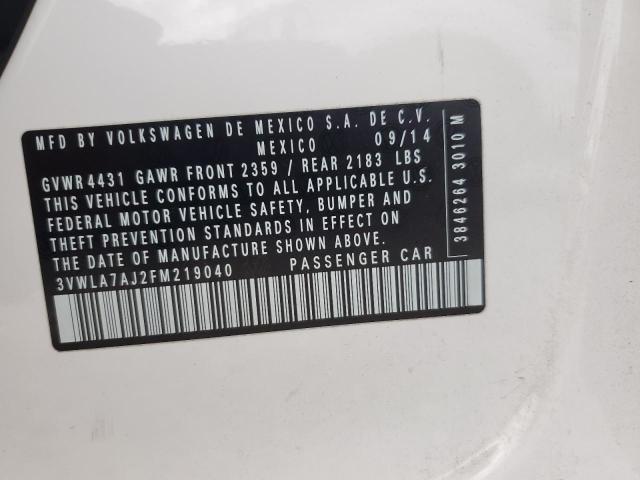 MFD BY VOLKSWAGEN DE MEXICO S.A. DE C.V.
MEXICO 09/14
GVWR 4431 GAWR FRONT 2359 / REAR 2183 LBS
THIS VEHICLE CONFORMS TO ALL APPLICABLE U.S.
FEDERAL MOTOR VEHICLE SAFETY, BUMPER AND
THEFT PREVENTION STANDARDS IN EFFECT ON
THE DATE OF MANUFACTURE SHOWN ABOVE.
3VWLA7AJ2FM219040 PASSENGER CAR
3846264 3010 M